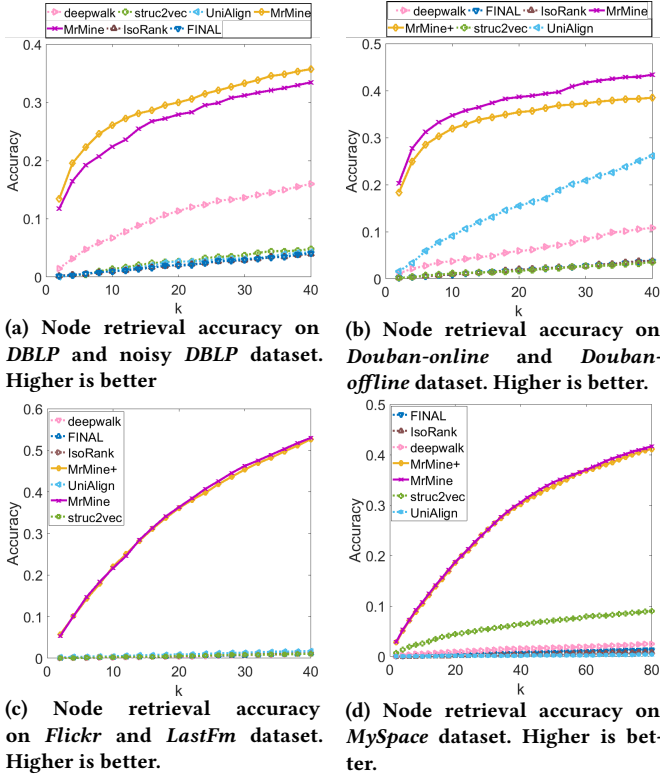 deepwalk struc2vec UniAlign MrMine
MrMine IsoRank FINAL
0.4
0.3
0.2
0.1
0
Accuracy
0 10 20 30 40
k
(a) Node retrieval accuracy on
DBLP and noisy DBLP dataset.
Higher is better
deepwalk FINAL IsoRank MrMine
MrMine+ struc2vec UniAlign
0.5
0.4
0.3
0.2
0.1
0
Accuracy
0 10 20 30 40
k
(b) Node retrieval accuracy on
Douban-online and Douban-
offline dataset. Higher is better.
0.6
0.5
0.4
0.3
0.2
0.1
0
Accuracy
deepwalk
FINAL
IsoRank
MrMine+
UniAlign
MrMine
struc2vec
0 10 20 30 40
k
(c) Node retrieval accuracy
on Flickr and LastFm dataset.
Higher is better.
0.5
0.4
0.3
0.2
0.1
0
Accuracy
FINAL
IsoRank
deepwalk
MrMine+
MrMine
struc2vec
UniAlign
0 20 40 60 80
k
(d) Node retrieval accuracy on
MySpace dataset. Higher is bet-
ter.